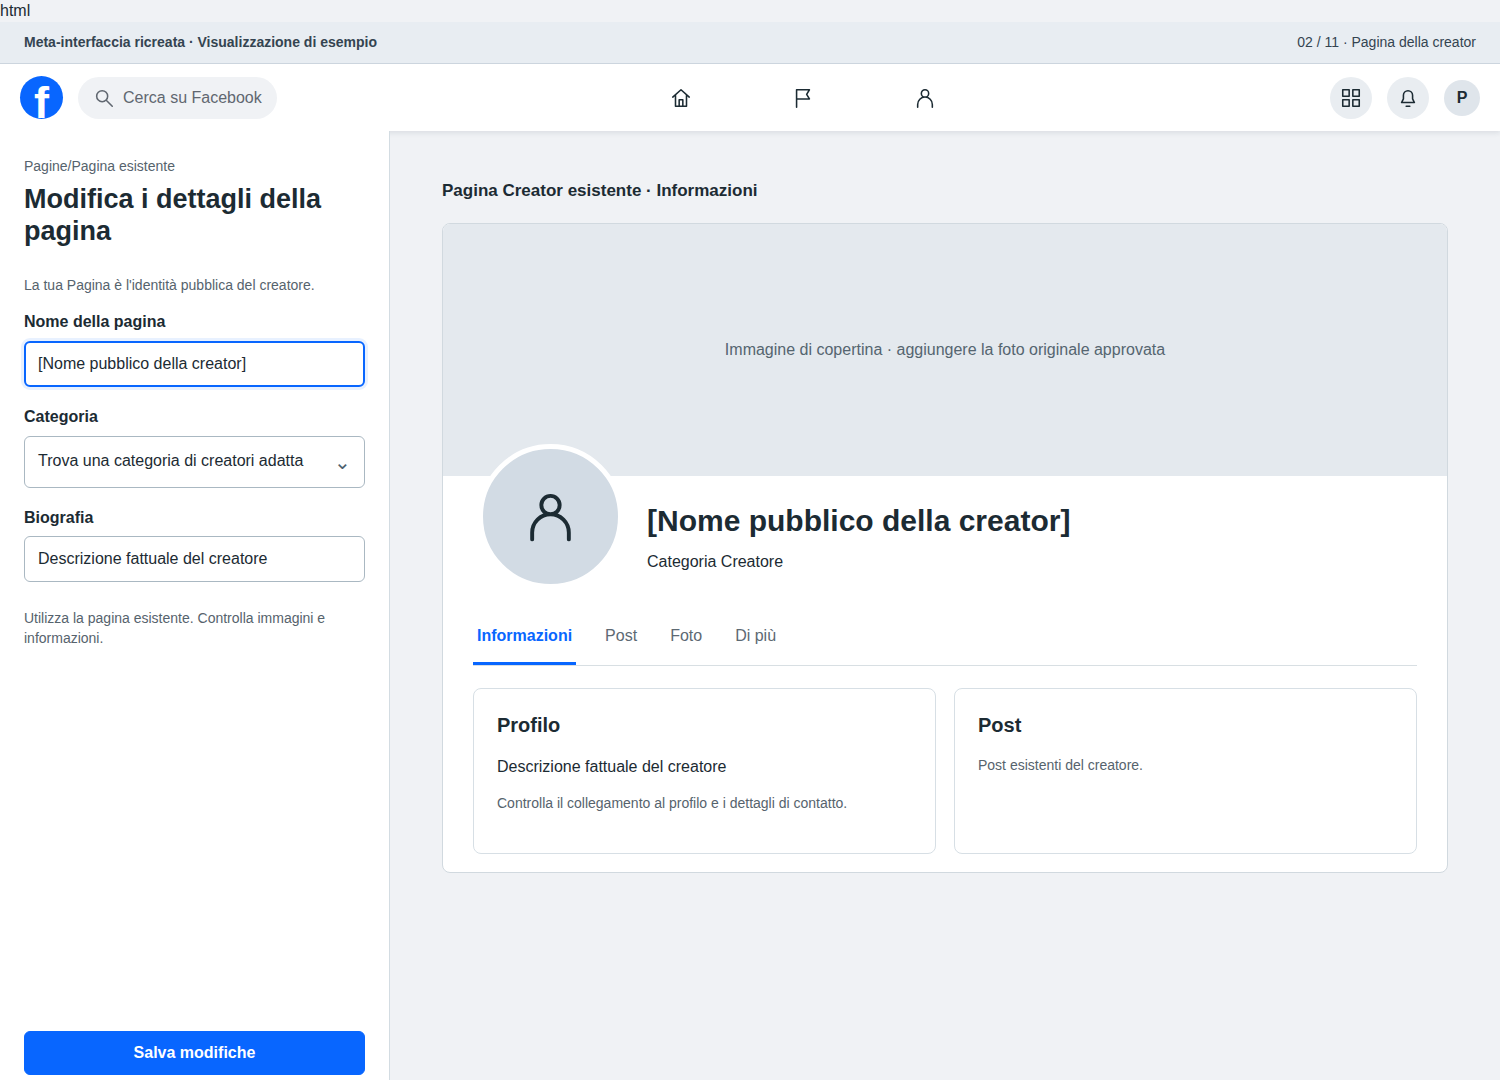 html
Meta-interfaccia ricreata · Visualizzazione di esempio
02 / 11 · Pagina della creator
f
Cerca su Facebook
P
Pagine/Pagina esistente
Modifica i dettagli della
pagina
La tua Pagina è l'identità pubblica del creatore.
Nome della pagina
[Nome pubblico della creator]
Categoria
Trova una categoria di creatori adatta
Biografia
Descrizione fattuale del creatore
Utilizza la pagina esistente. Controlla immagini e
informazioni.
Salva modifiche
Pagina Creator esistente · Informazioni
Immagine di copertina · aggiungere la foto originale approvata
[Nome pubblico della creator]
Categoria Creatore
Informazioni
Post
Foto
Di più
Profilo
Descrizione fattuale del creatore
Controlla il collegamento al profilo e i dettagli di contatto.
Post
Post esistenti del creatore.